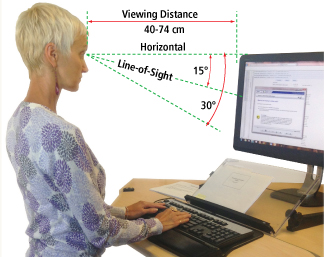 Viewing Distance
40-74 cm
Horizontal
Line-of-Sight
15°
30°